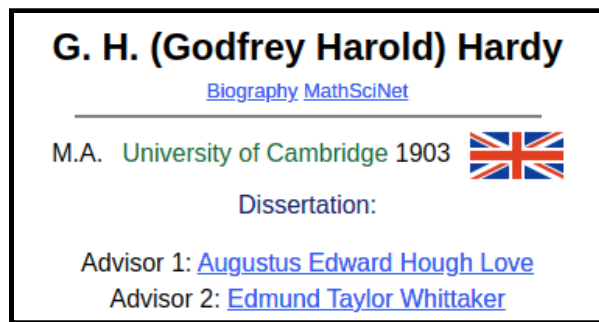 G. H. (Godfrey Harold) Hardy
Biography MathSciNet
M.A. University of Cambridge 1903
Dissertation:
Advisor 1: Augustus Edward Hough Love
Advisor 2: Edmund Taylor Whittaker